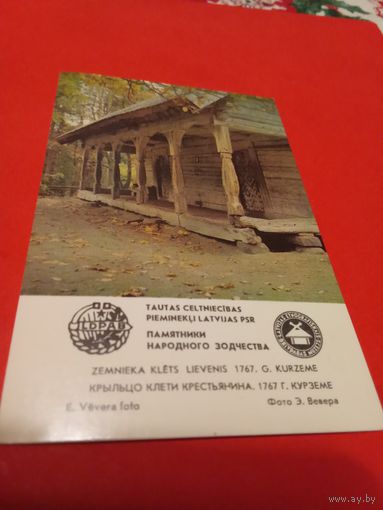 TAUTAS CELTNIECĪBAS
PIEMINEKĻI LATVIJAS PSR
ПАМЯТНИКИ
НАРОДНОГО ЗОДЧЕСТВА
ZEMNIEKA KLĒTS LIEVENIS 1767. G. KURZEME
КРЫЛЬЦО КЛЕТИ КРЕСТЬЯНИНА. 1767 Г. КУРЗЕМЕ
E. Vēvera foto
Фото Э. Вевера
LDPAB
www.ay.by